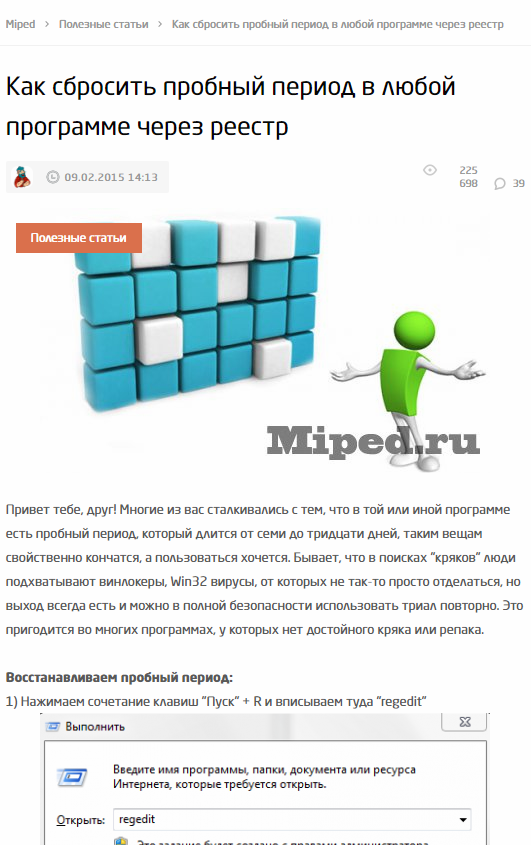 Miped > Полезные статьи > Как сбросить пробный период в любой программе через реестр
Как сбросить пробный период в любой
программе через реестр
09.02.2015 14:13
225
698
39
Полезные статьи
Miped.ru
Привет тебе, друг! Многие из вас сталкивались с тем, что в той или иной программе
есть пробный период, который длится от семи до тридцати дней, таким вещам
свойственно кончатся, а пользоваться хочется. Бывает, что в поисках "кряков" люди
подхватывают винлокеры, Win32 вирусы, от которых не так-то просто отделаться, но
выход всегда есть и можно в полной безопасности использовать триал повторно. Это
пригодится во многих программах, у которых нет достойного кряка или репака.
Восстанавливаем пробный период:
1) Нажимаем сочетание клавиш "Пуск" + R и вписываем туда "regedit"
Выполнить
Введите имя программы, папки, документа или ресурса
Интернета, которые требуется открыть.
Открыть: regedit
Это задание будет создано с правами администратора